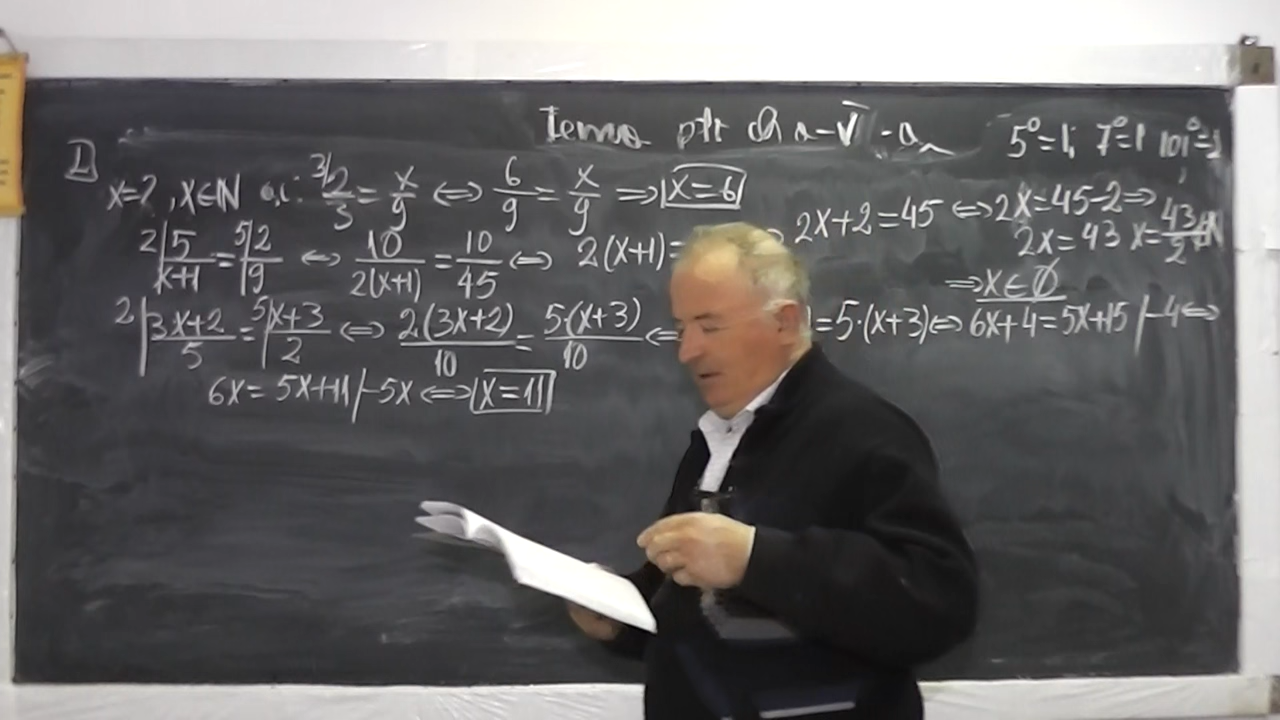 Tema ptr cls a-V-a
5⁰=1; 7⁰=1 101⁰=1
1) x=?, x∈N a.î. ³⁾2/3 = x/9 ⟺ 6/9 = x/9 ⟹ x=6
²|5/(x+1) = ⁵|2/9 ⟺ 10/(2(x+1)) = 10/45 ⟺ 2(x+1)= 2x+2=45 ⟺ 2x=45-2 ⟹
2x=43 x=43/2∉N
⟹ x∈∅
²|(3x+2)/5 = ⁵|(x+3)/2 ⟺ 2(3x+2)/10 = 5·(x+3)/10 ⟺ =5·(x+3) ⟺ 6x+4=5x+15 /-4 ⟺
6x=5x+11/-5x ⟺ x=11